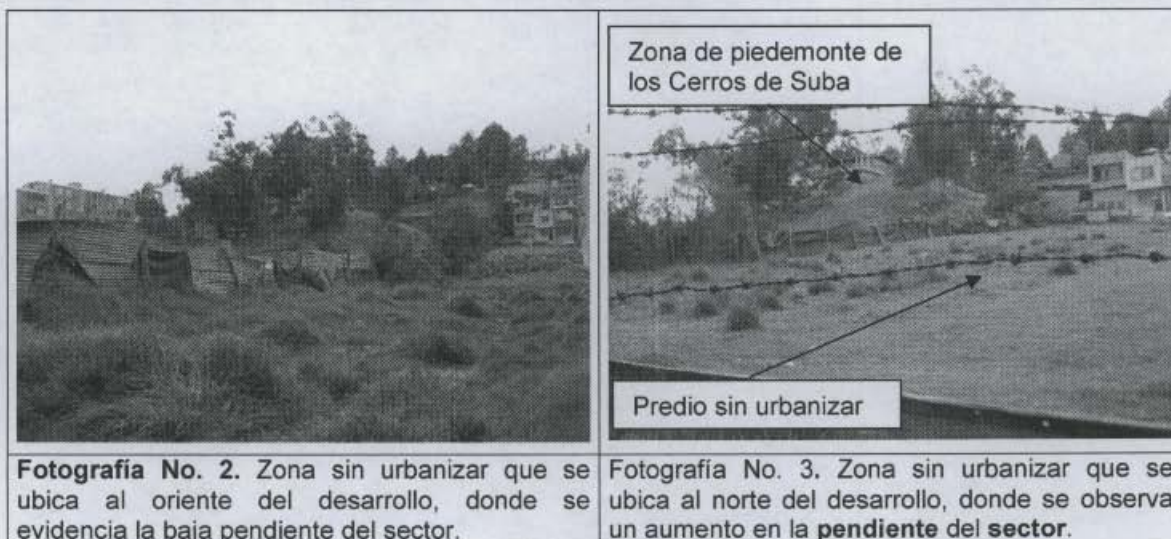 Zona de piedemonte de
los Cerros de Suba
Predio sin urbanizar
Fotografía No. 2. Zona sin urbanizar que se
ubica al oriente del desarrollo, donde se
evidencia la baja pendiente del sector.
Fotografía No. 3. Zona sin urbanizar que se
ubica al norte del desarrollo, donde se observa
un aumento en la pendiente del sector.